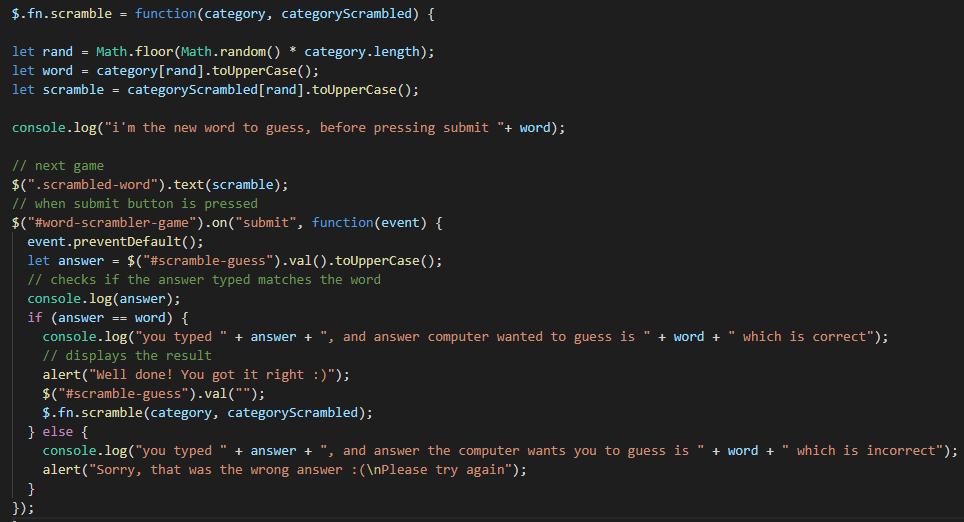 $.fn.scramble = function(category, categoryScrambled) {
let rand = Math.floor(Math.random() * category.length);
let word = category[rand].toUpperCase();
let scramble = categoryScrambled[rand].toUpperCase();
console.log("i'm the new word to guess, before pressing submit "+ word);
// next game
$(".scrambled-word").text(scramble);
// when submit button is pressed
$("#word-scrambler-game").on("submit", function(event) {
event.preventDefault();
let answer = $("#scramble-guess").val().toUpperCase();
// checks if the answer typed matches the word
console.log(answer);
if (answer == word) {
console.log("you typed " + answer + ", and answer computer wanted to guess is " + word + " which is correct");
// displays the result
alert("Well done! You got it right :)");
$("#scramble-guess").val("");
$.fn.scramble(category, categoryScrambled);
} else {
console.log("you typed " + answer + ", and answer the computer wants you to guess is " + word + " which is incorrect");
alert("Sorry, that was the wrong answer :(\nPlease try again");
}
});